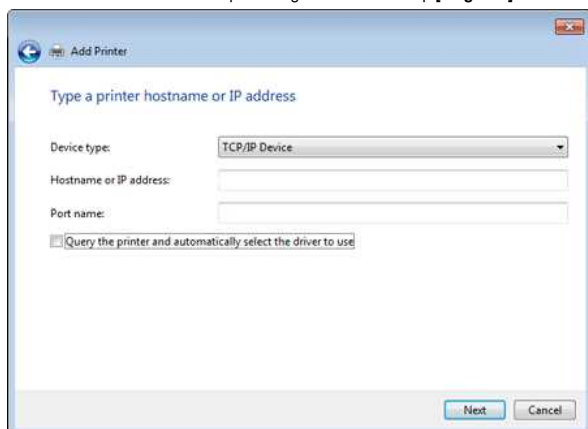 Add Printer
Type a printer hostname or IP address
Device type: TCP/IP Device
Hostname or IP address:
Port name:
Query the printer and automatically select the driver to use
Next Cancel